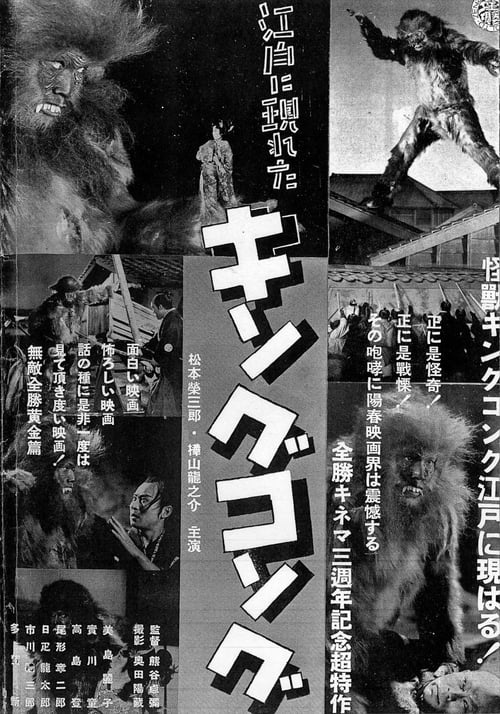 江戸に現れた
キングコング
怪獣キングコング江戸に現はる!
正に是怪奇!
正に是戦慄!
その咆哮に陽春映画界は震憾する
全勝キネマ三週年記念超特作
松本榮三郎・樺山龍之介 主演
面白い映画
怖ろしい映画
話の種に是非一度は
見て頂き度い映画!
無敵全勝黄金篇
監督 熊谷草彌
撮影 奥田陽蔵
美島麗子
實川童
高島登
尾形章二郎
日疋龍太郎
市川 三郎